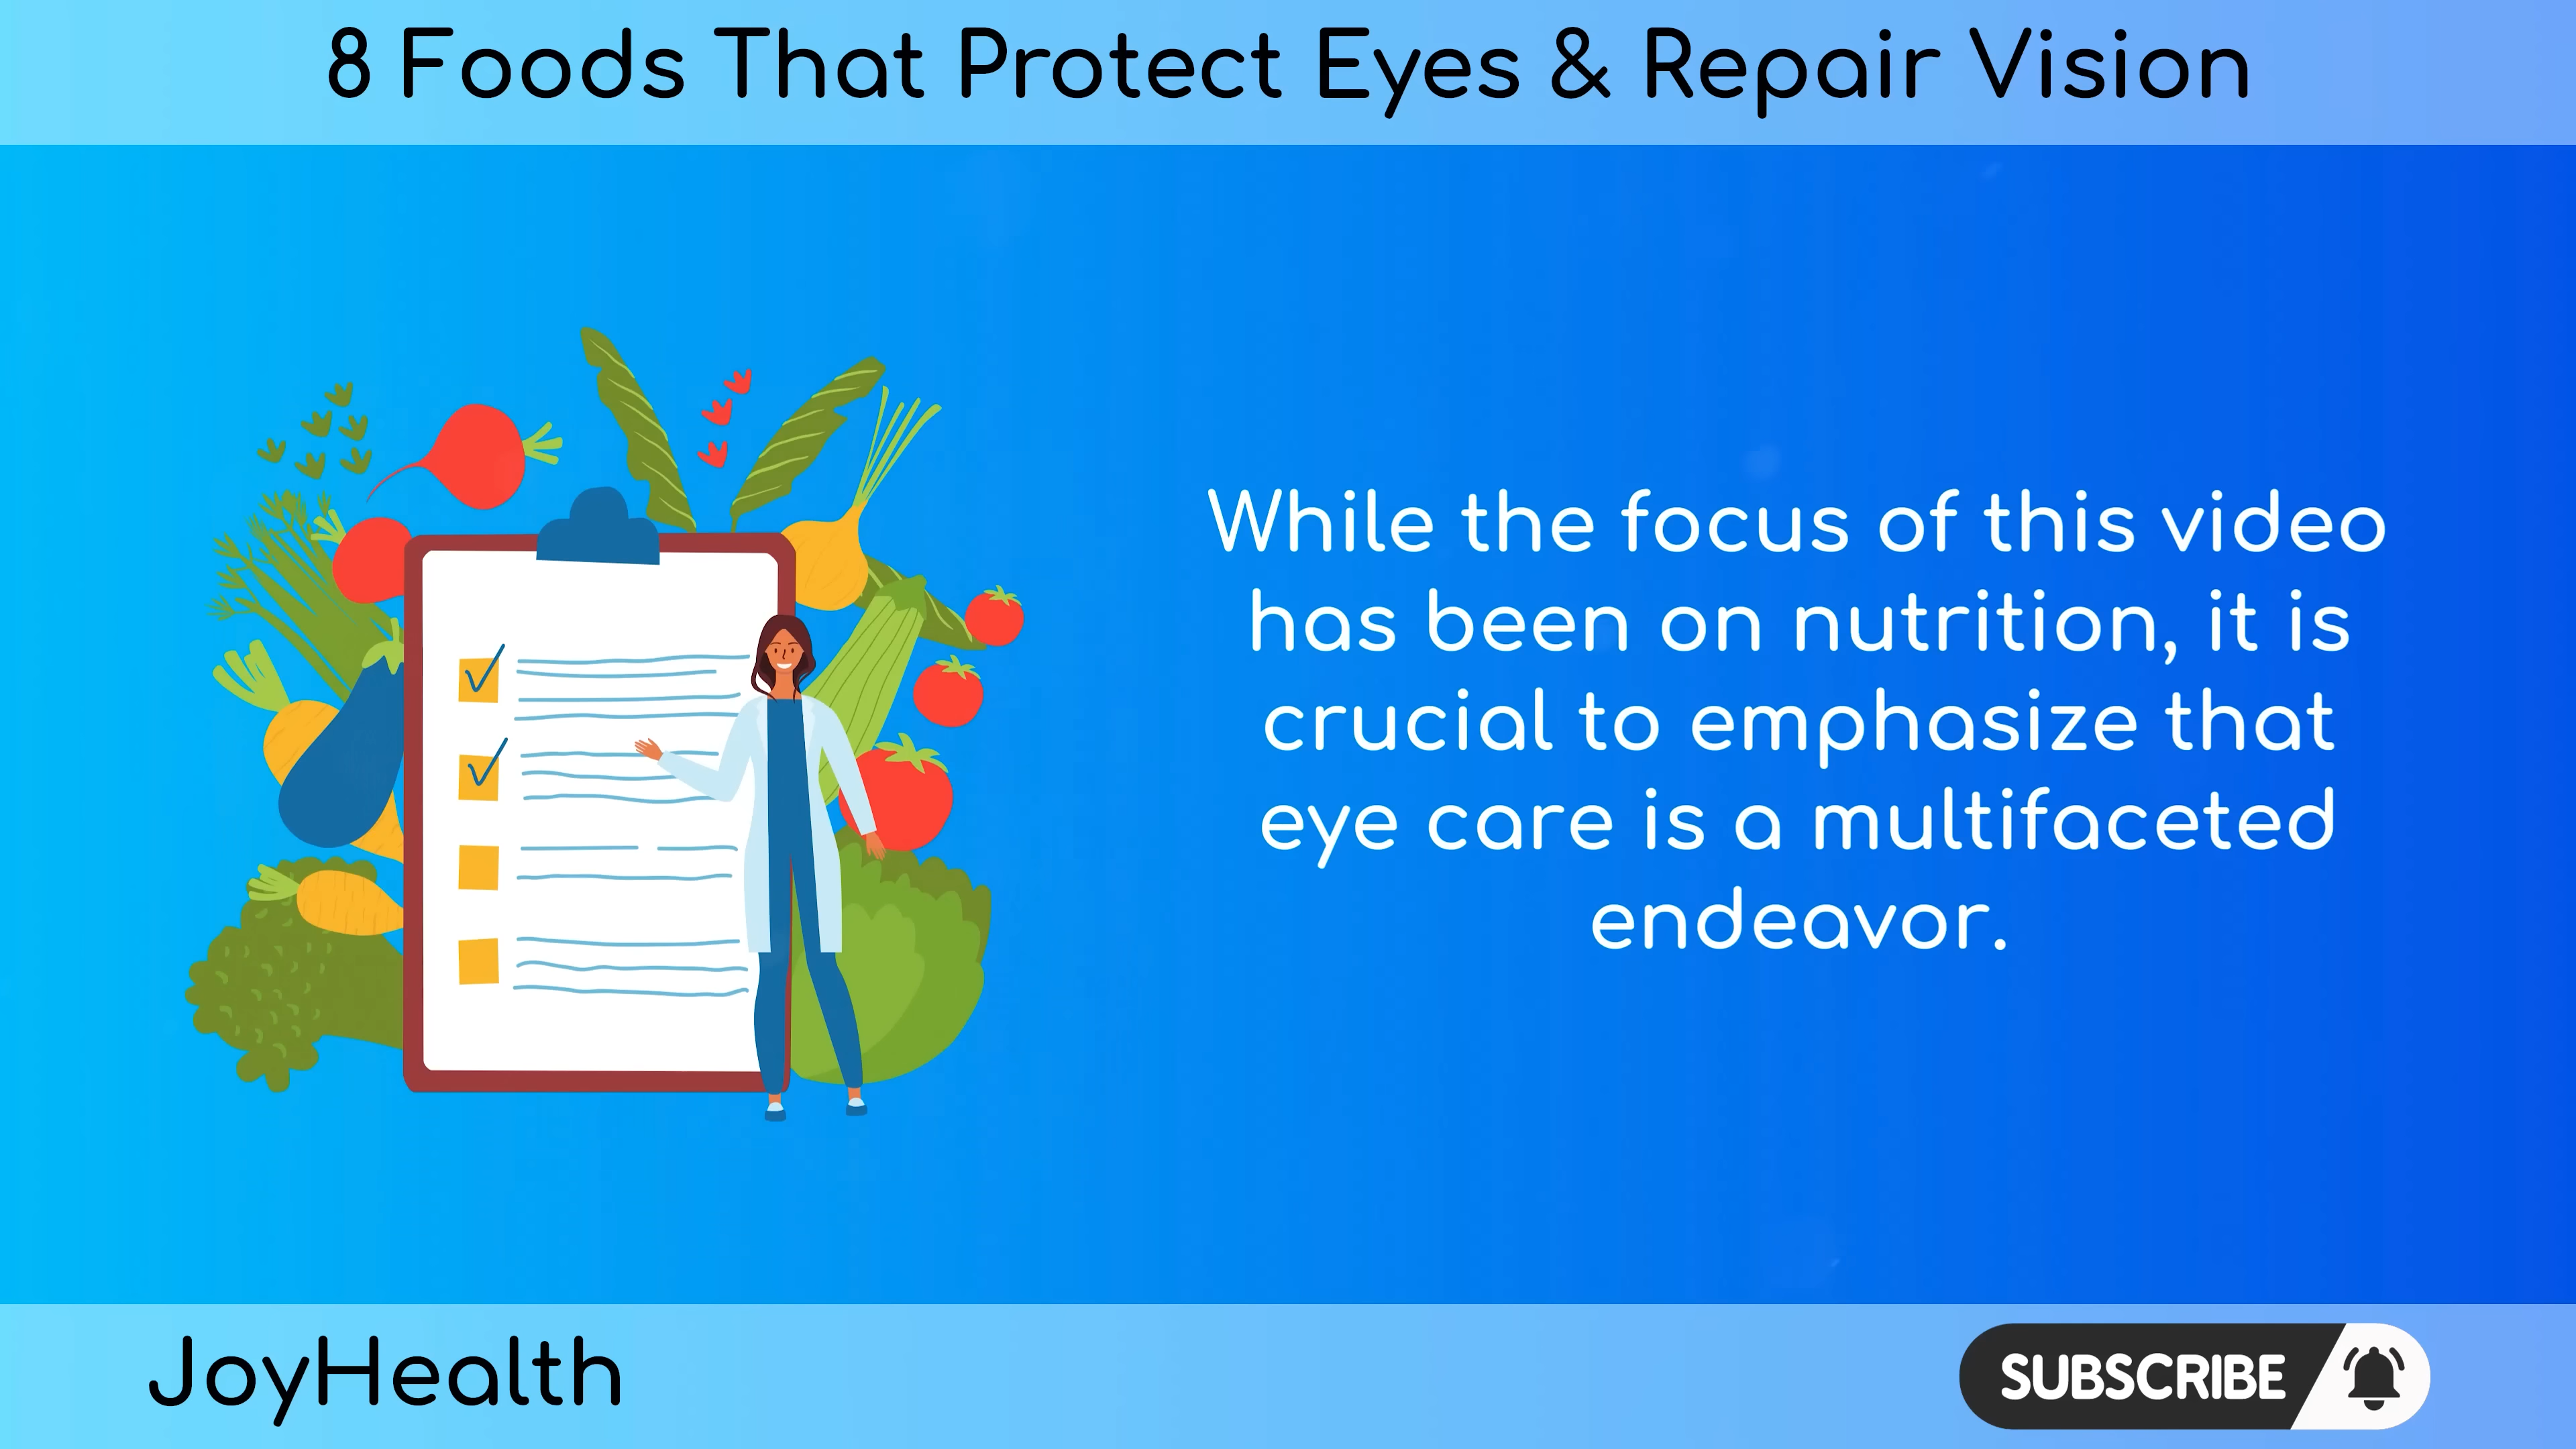 8 Foods That Protect Eyes & Repair Vision
While the focus of this video
has been on nutrition, it is
crucial to emphasize that
eye care is a multifaceted
endeavor.
JoyHealth
SUBSCRIBE